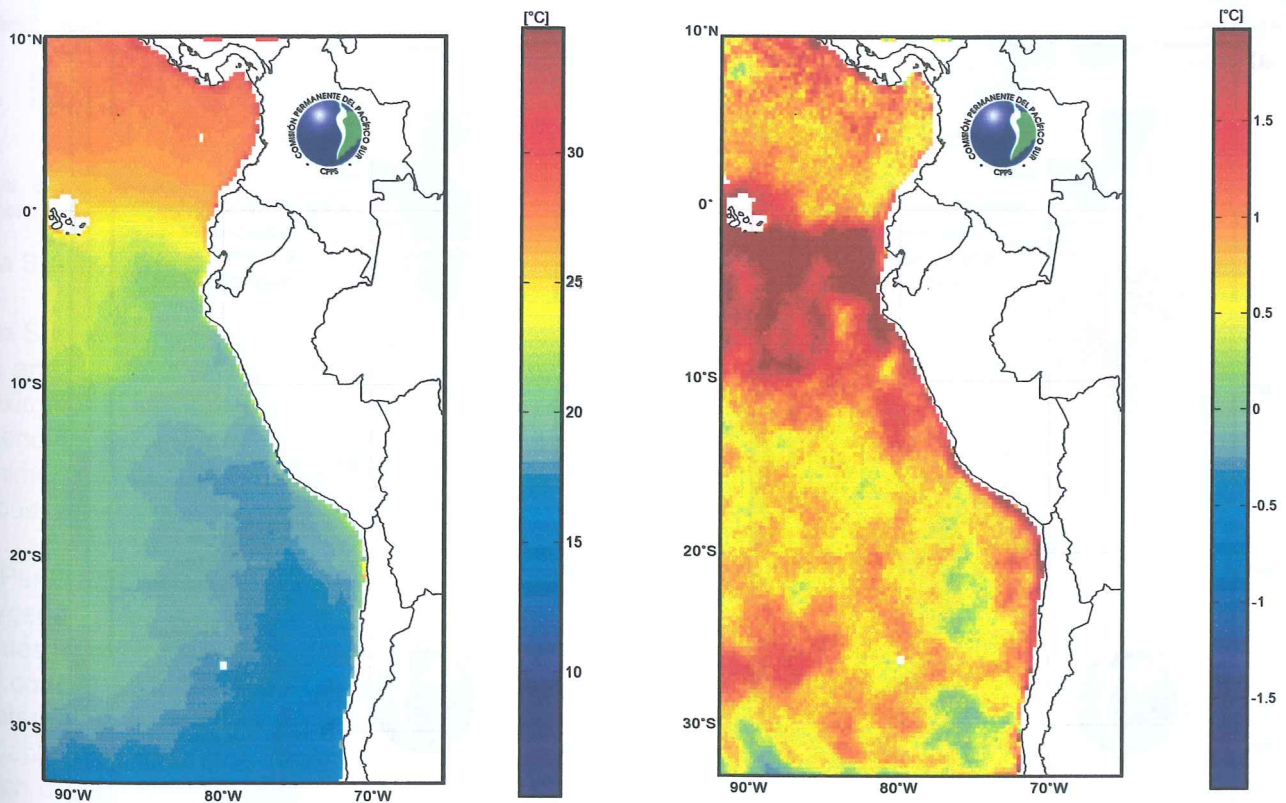 [°C]
10°N
0°
10°S
20°S
30°S
90°W
80°W
70°W
30
25
20
15
10
COMISIÓN PERMANENTE DEL PACÍFICO SUR
CPPS
[°C]
10°N
0°
10°S
20°S
30°S
90°W
80°W
70°W
1.5
1
0.5
0
-0.5
-1
-1.5
COMISIÓN PERMANENTE DEL PACÍFICO SUR
CPPS